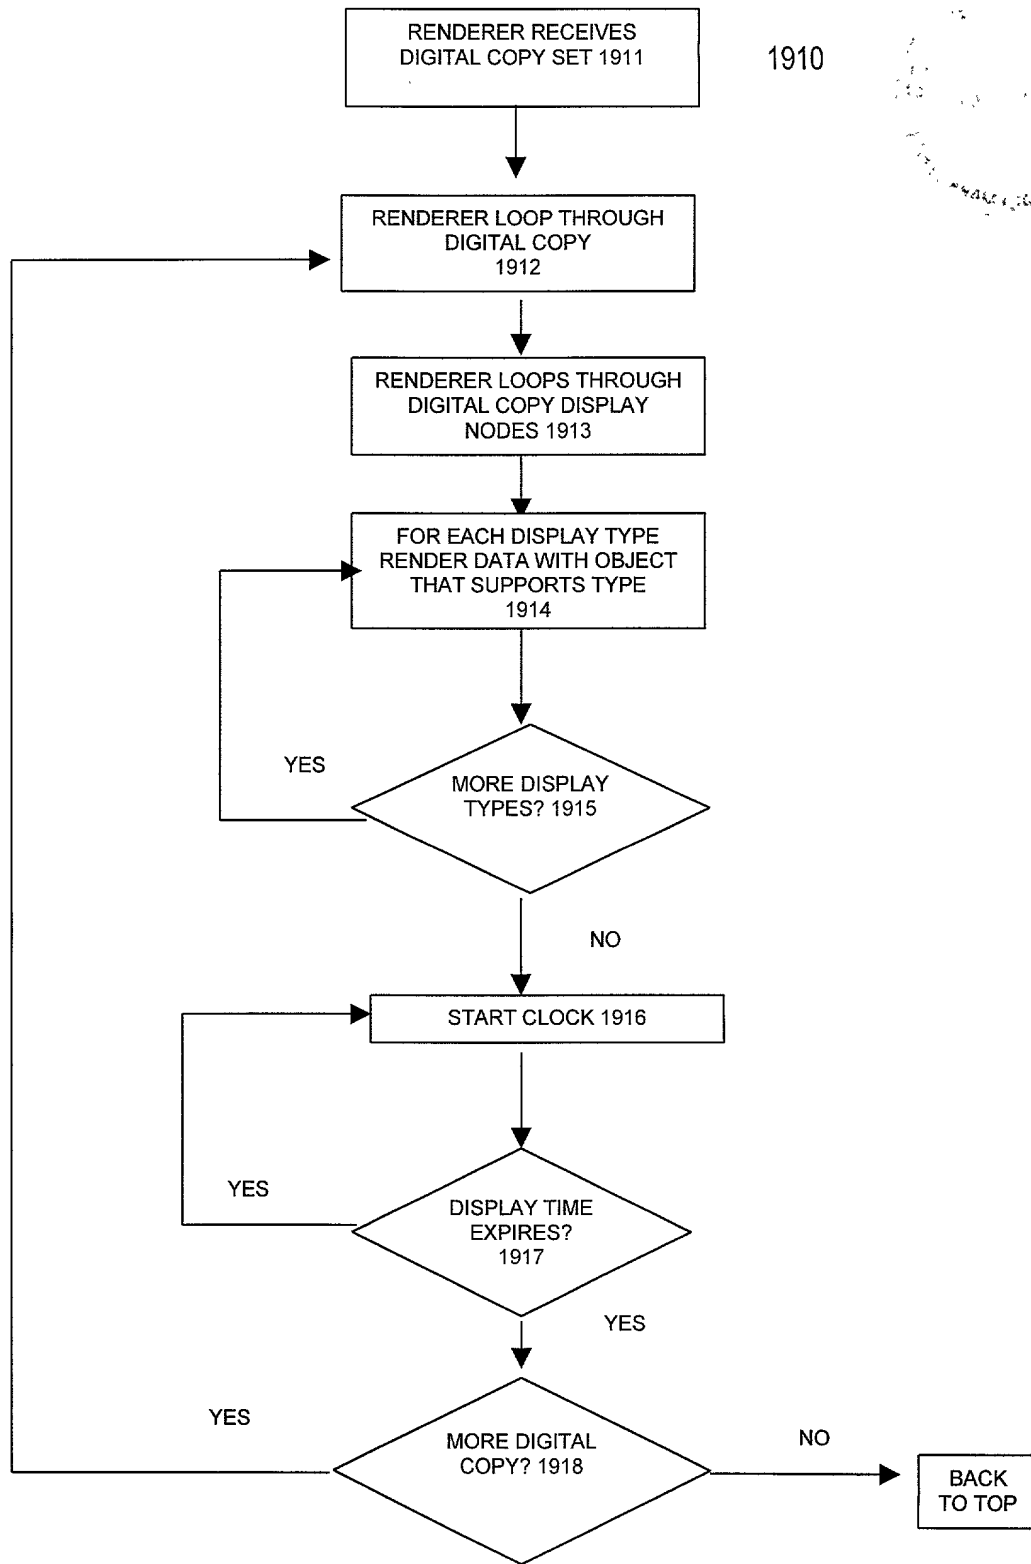 RENDERER RECEIVES
DIGITAL COPY SET 1911
1910
RENDERER LOOP THROUGH
DIGITAL COPY
1912
RENDERER LOOPS THROUGH
DIGITAL COPY DISPLAY
NODES 1913
FOR EACH DISPLAY TYPE
RENDER DATA WITH OBJECT
THAT SUPPORTS TYPE
1914
YES
MORE DISPLAY
TYPES? 1915
NO
START CLOCK 1916
YES
DISPLAY TIME
EXPIRES?
1917
YES
YES
MORE DIGITAL
COPY? 1918
NO
BACK
TO TOP